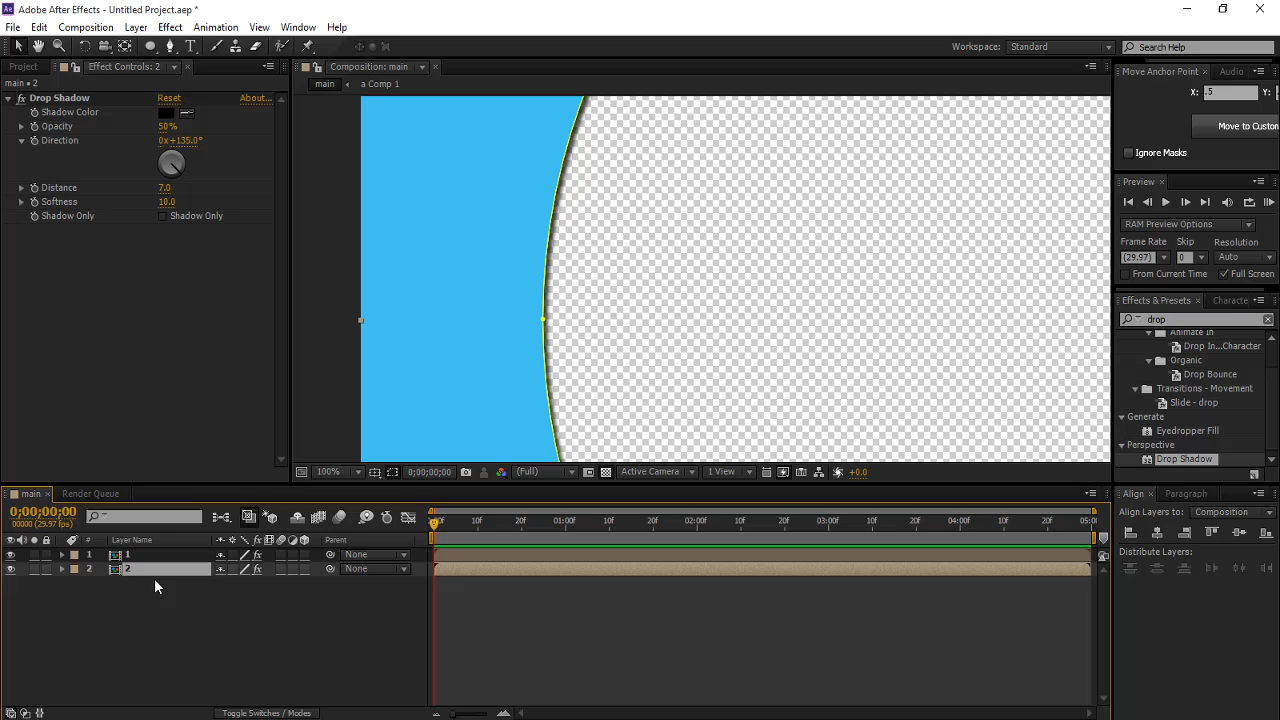 Adobe After Effects - Untitled Project.aep *
File Edit Composition Layer Effect Animation View Window Help
Workspace: Standard Search Help
Project Effect Controls: 2
main • 2
Drop Shadow Reset About...
Shadow Color
Opacity 50%
Direction 0x+135.0°
Distance 7.0
Softness 10.0
Shadow Only Shadow Only
Composition: main
main a Comp 1
100% 0;00;00;00 (Full) Active Camera 1 View +0.0
Move Anchor Point Audio
X: .5 Y:
Move to Custor
Ignore Masks
Preview
RAM Preview Options
Frame Rate Skip Resolution
(29.97) 0 Auto
From Current Time Full Screen
Effects & Presets Characte
drop
Animate In
Drop In...Character
Organic
Drop Bounce
Transitions - Movement
Slide - drop
Generate
Eyedropper Fill
Perspective
Drop Shadow
main Render Queue
0;00;00;00
00000 (29.97 fps)
# Layer Name Parent
1 1 None
2 2 None
:00f 10f 20f 01:00f 10f 20f 02:00f 10f 20f 03:00f 10f 20f 04:00f 10f 20f 05:0
Toggle Switches / Modes
Align Paragraph
Align Layers to: Composition
Distribute Layers: